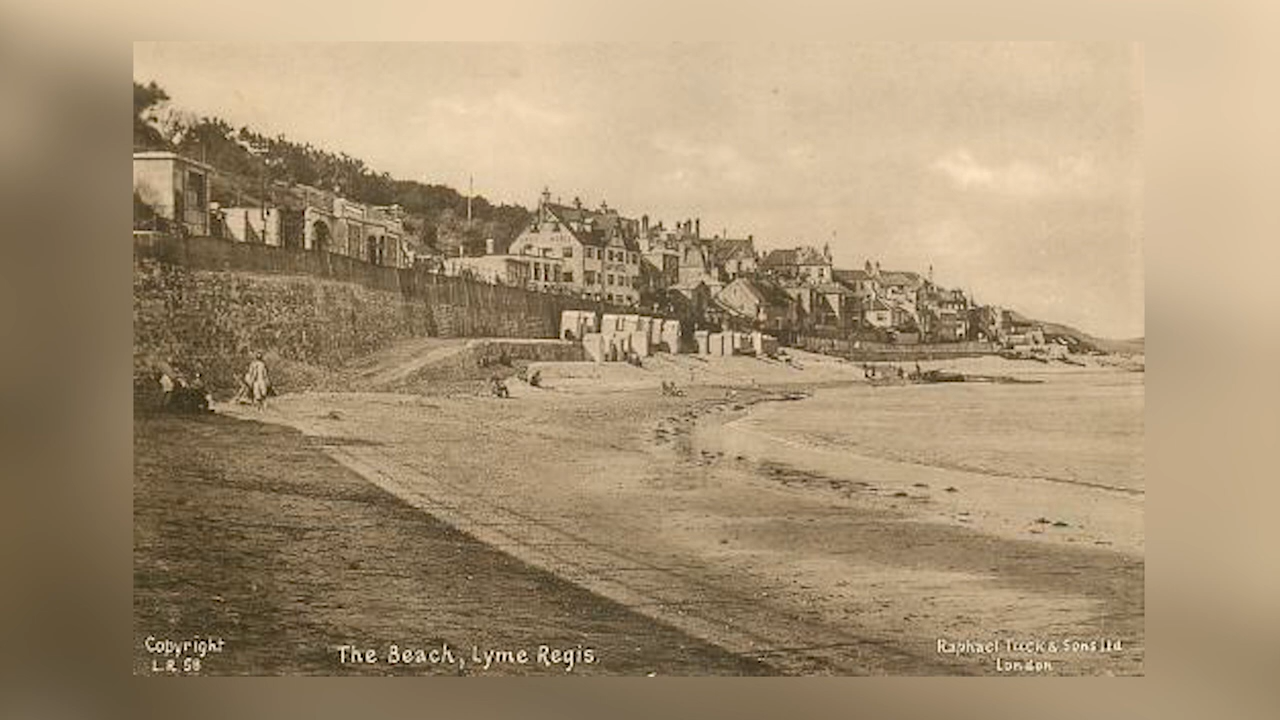 Copyright
L.R 58
The Beach, Lyme Regis.
Raphael Tuck & Sons Ltd
London